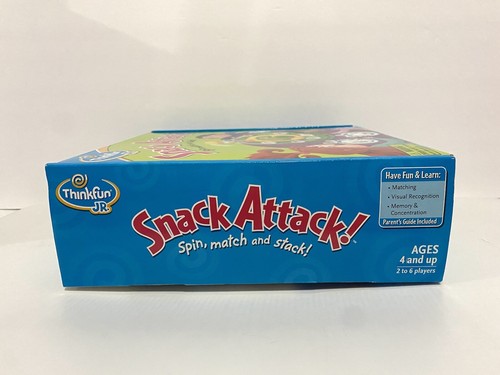 Thinkfun
JR.
Snack Attack!
Spin, match and stack!
Have Fun & Learn:
• Matching
• Visual Recognition
• Memory &
Concentration
Parent's Guide Included
AGES
4 and up
2 to 6 players